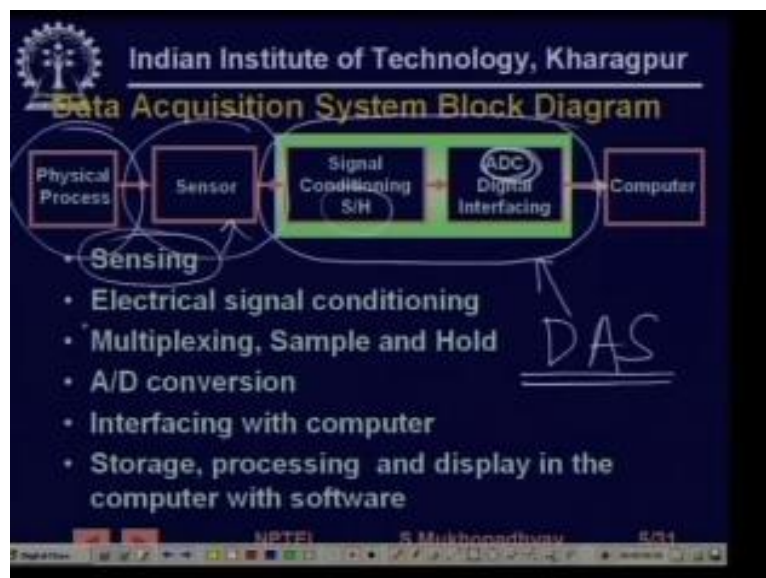 Indian Institute of Technology, Kharagpur
Data Acquisition System Block Diagram
Physical
Process
Sensor
Signal
Conditioning
S/H
ADC
Digital
Interfacing
Computer
• Sensing
• Electrical signal conditioning
• Multiplexing, Sample and Hold
DAS
• A/D conversion
• Interfacing with computer
• Storage, processing and display in the
computer with software
NPTEL S.Mukhopadhyay 5/31